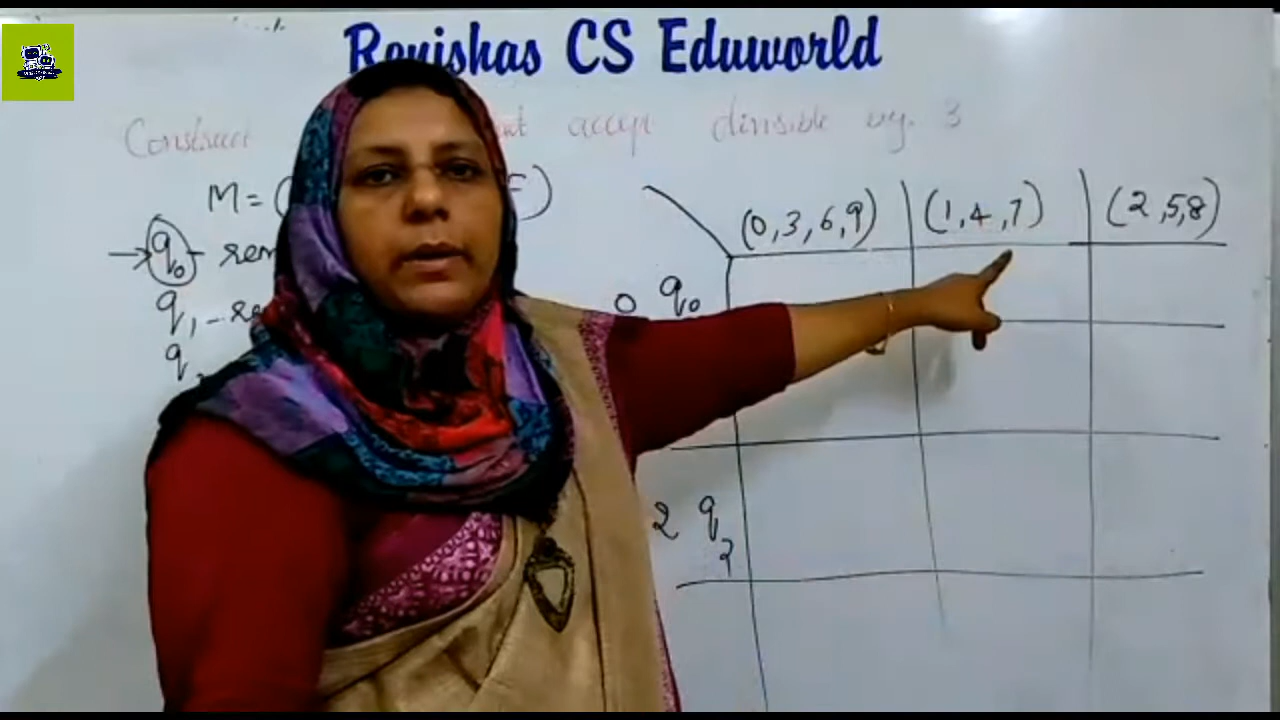 Renishas CS Eduworld
Construct accept divisible by. 3
M = ( F)
(0,3,6,9) (1,4,7) (2,5,8)
→ q0 - rem
q1 - re
q2
0 q0
2 q2